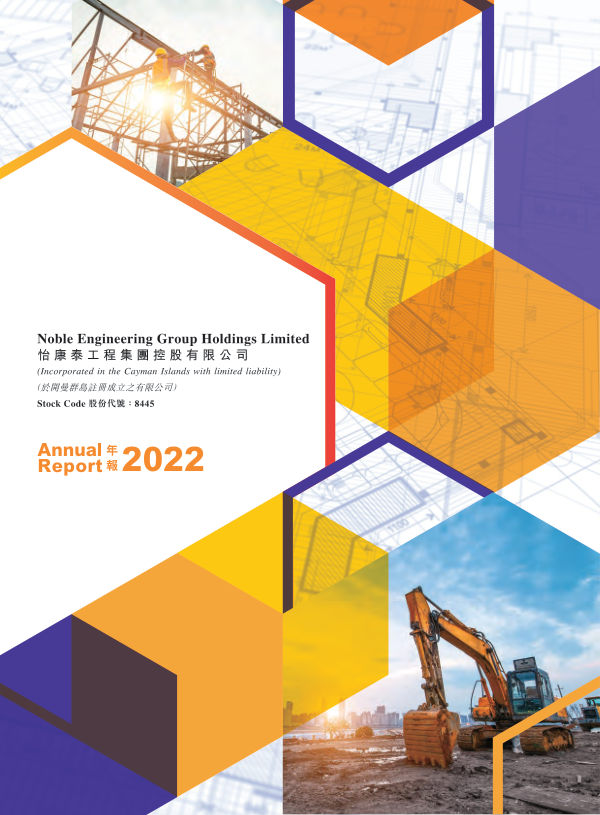 Noble Engineering Group Holdings Limited
怡康泰工程集團控股有限公司
(Incorporated in the Cayman Islands with limited liability)
(於開曼群島註冊成立之有限公司)
Stock Code 股份代號：8445
Annual 年
Report 報 2022
24M²
1100